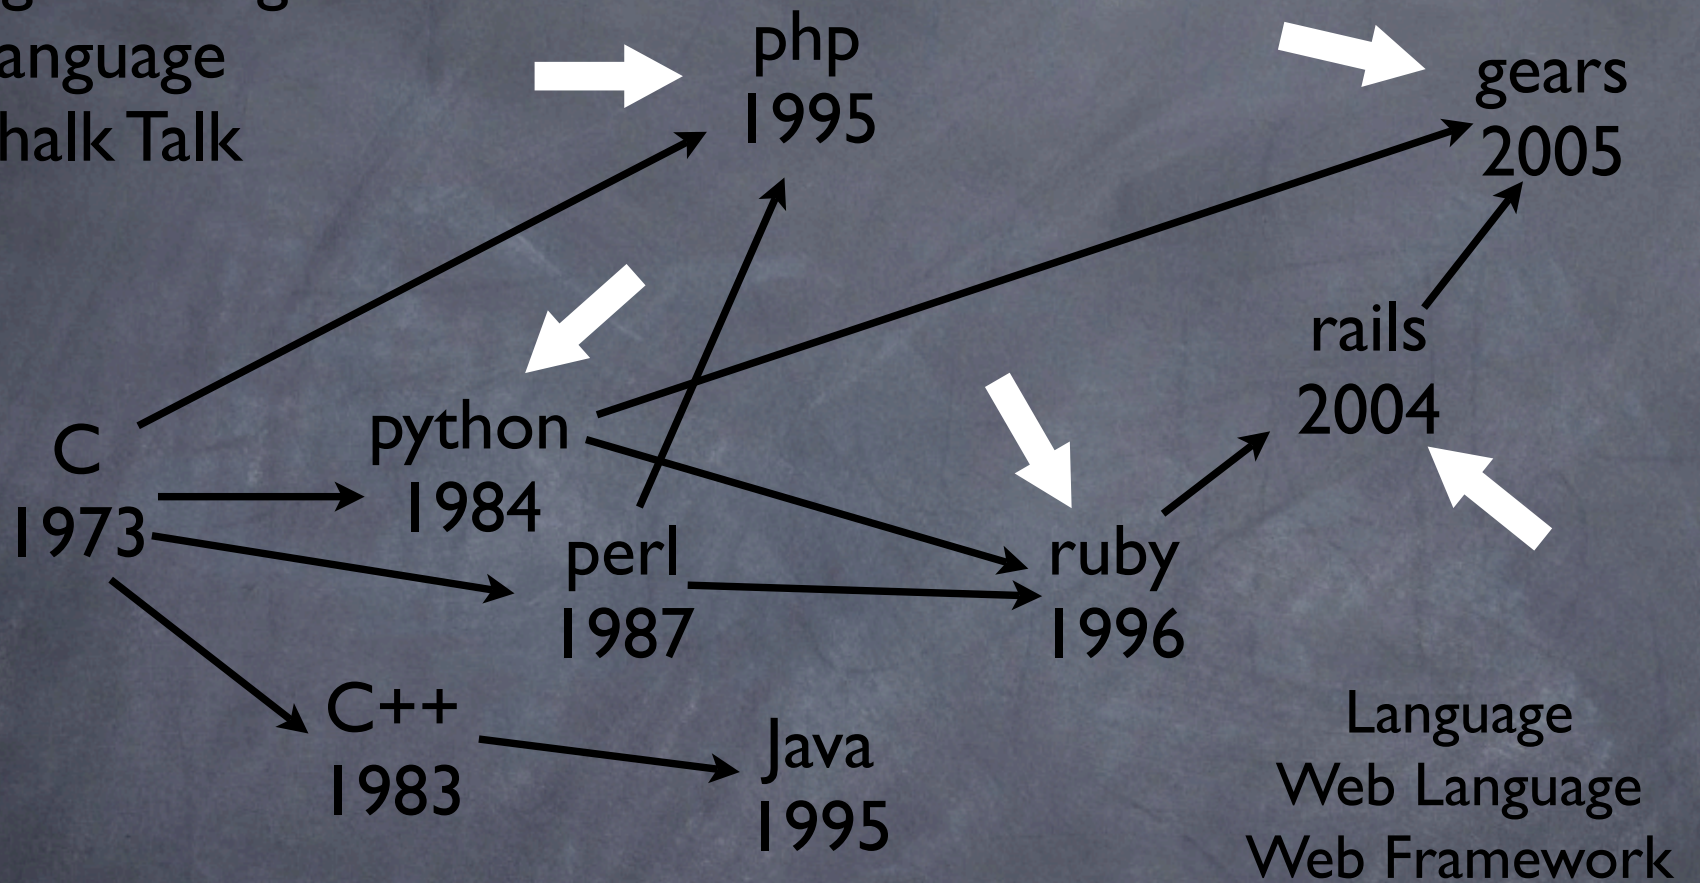 anguage
halk Talk
php
1995
gears
2005
rails
2004
C
1973
python
1984
perl
1987
ruby
1996
C++
1983
Java
1995
Language
Web Language
Web Framework